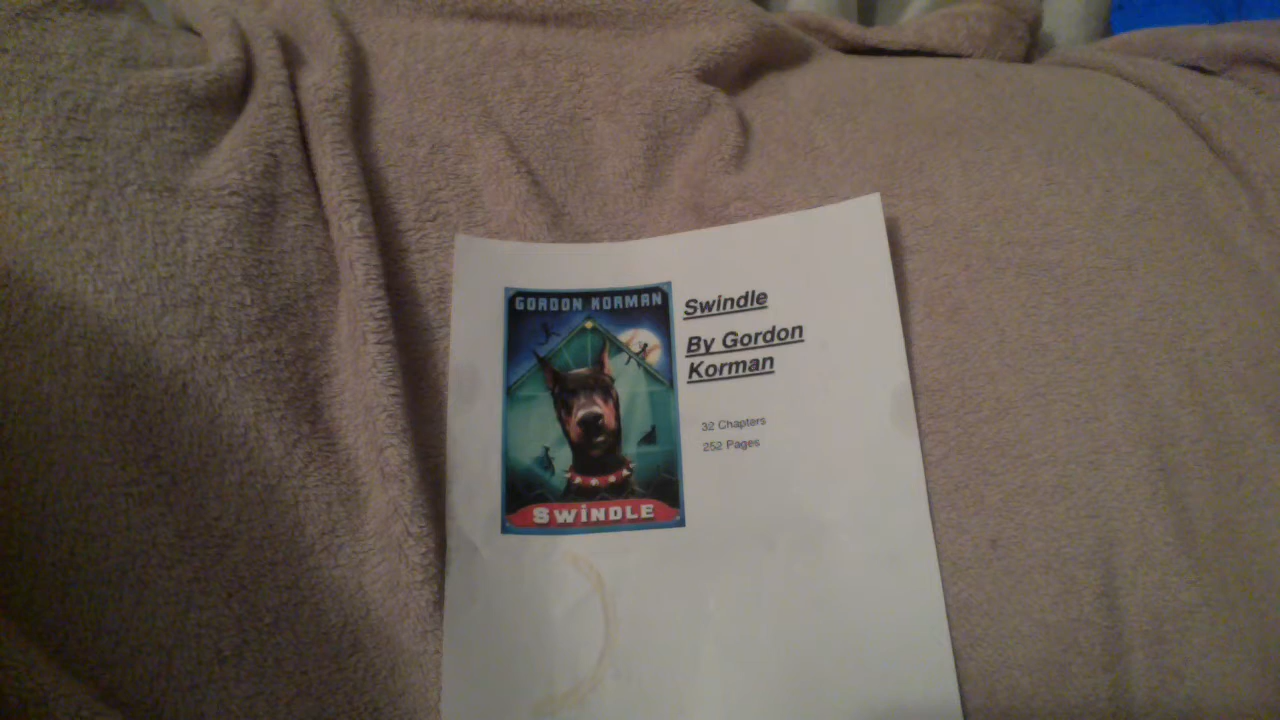 GORDON KORMAN
SWiNDLE
Swindle
By Gordon
Korman
32 Chapters
252 Pages